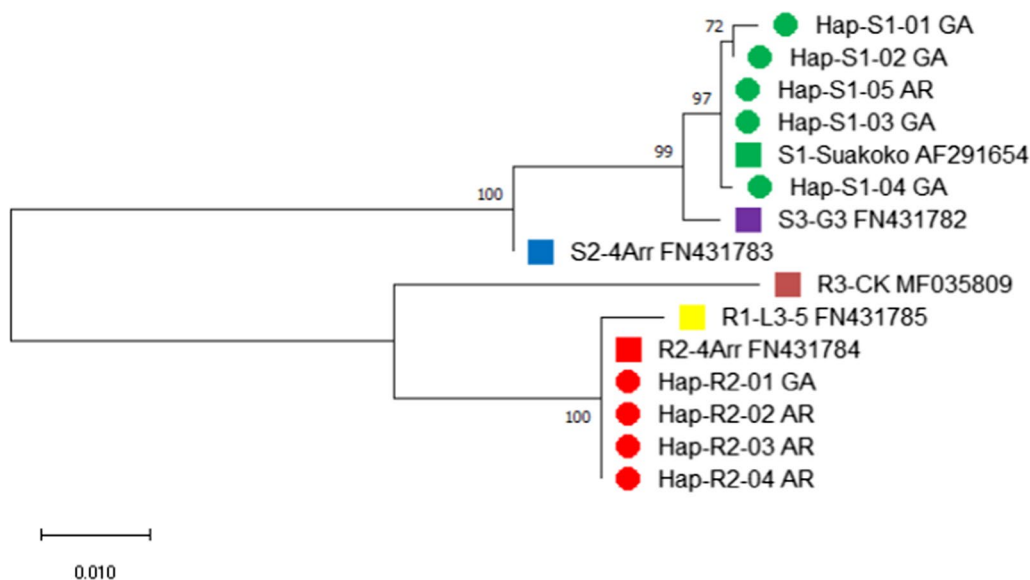 72
Hap-S1-01 GA
Hap-S1-02 GA
Hap-S1-05 AR
97
Hap-S1-03 GA
99
S1-Suakoko AF291654
Hap-S1-04 GA
100
S3-G3 FN431782
S2-4Arr FN431783
R3-CK MF035809
R1-L3-5 FN431785
R2-4Arr FN431784
Hap-R2-01 GA
100
Hap-R2-02 AR
Hap-R2-03 AR
Hap-R2-04 AR
0.010